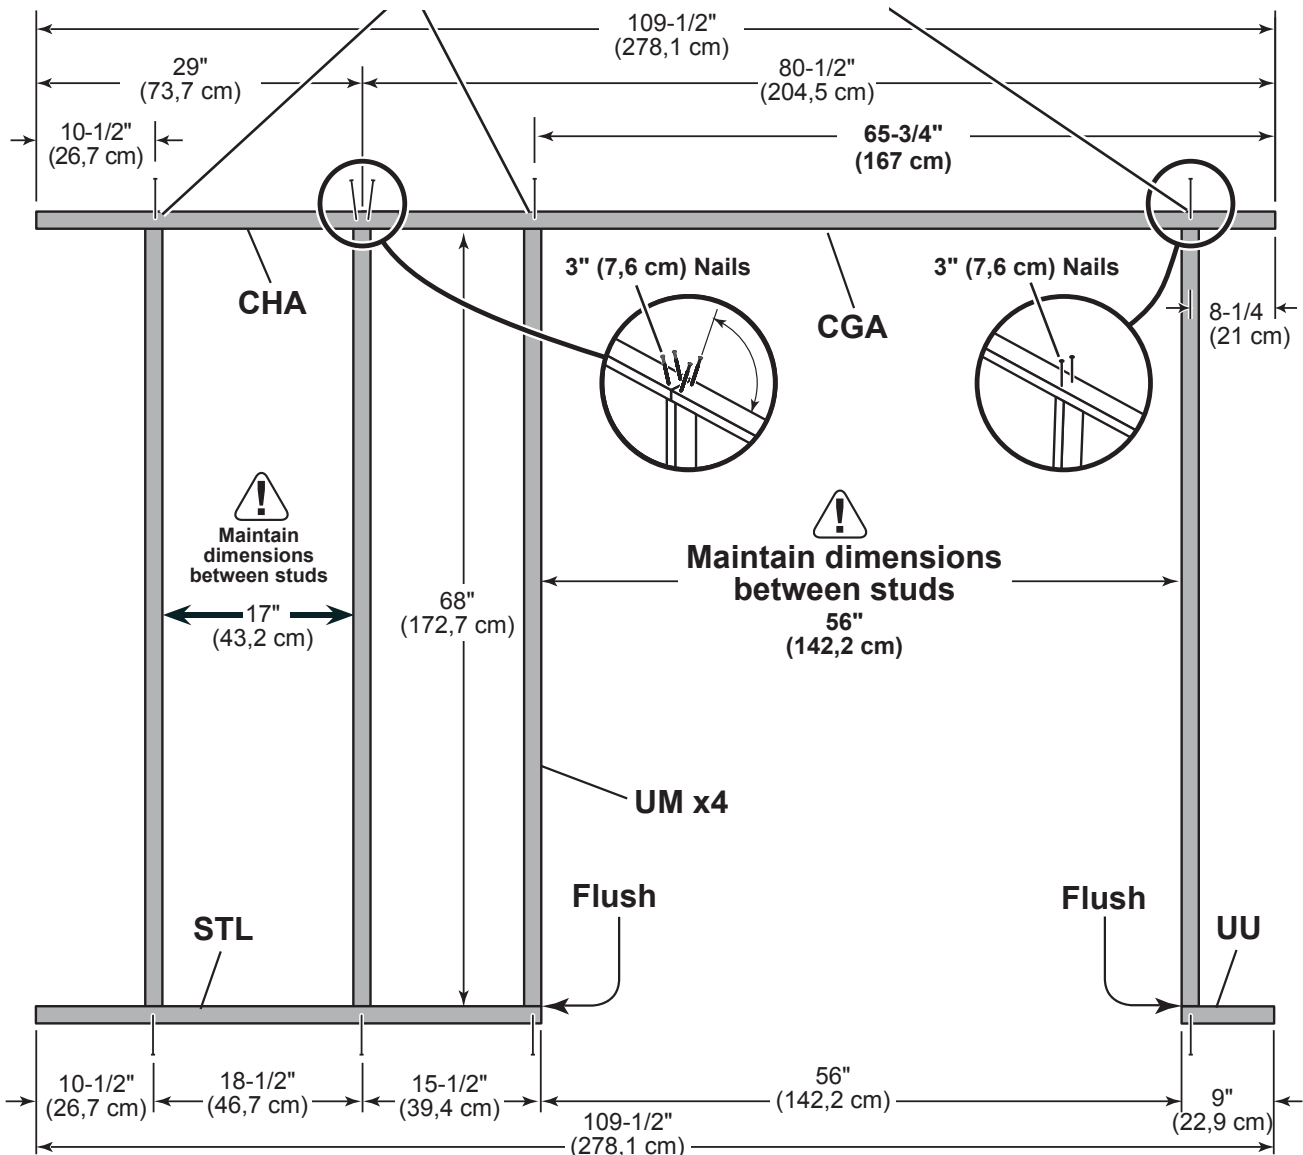 109-1/2"
(278,1 cm)
29"
(73,7 cm)
80-1/2"
(204,5 cm)
10-1/2"
(26,7 cm)
65-3/4"
(167 cm)
3" (7,6 cm) Nails
3" (7,6 cm) Nails
CHA
CGA
8-1/4
(21 cm)
!
Maintain
dimensions
between studs
17"
(43,2 cm)
68"
(172,7 cm)
!
Maintain dimensions
between studs
56"
(142,2 cm)
UM x4
Flush
Flush
STL
UU
10-1/2"
(26,7 cm)
18-1/2"
(46,7 cm)
15-1/2"
(39,4 cm)
56"
(142,2 cm)
9"
(22,9 cm)
109-1/2"
(278,1 cm)